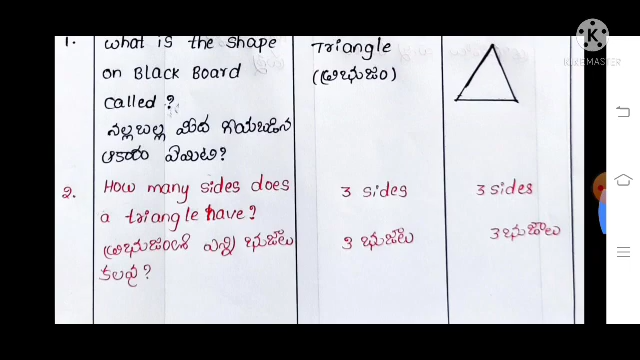 K
KINEMASTER
1. What is the shape on Black Board called?
Triangle
(త్రిభుజం)
నల్లబల్ల మీద గీయబడిన
ఆకారం ఏమిటి?
2. How many sides does
a triangle have?
త్రిభుజంకి ఎన్ని భుజాలు
కలవు?
3 sides
3 భుజాలు
3 sides
3 భుజాలు